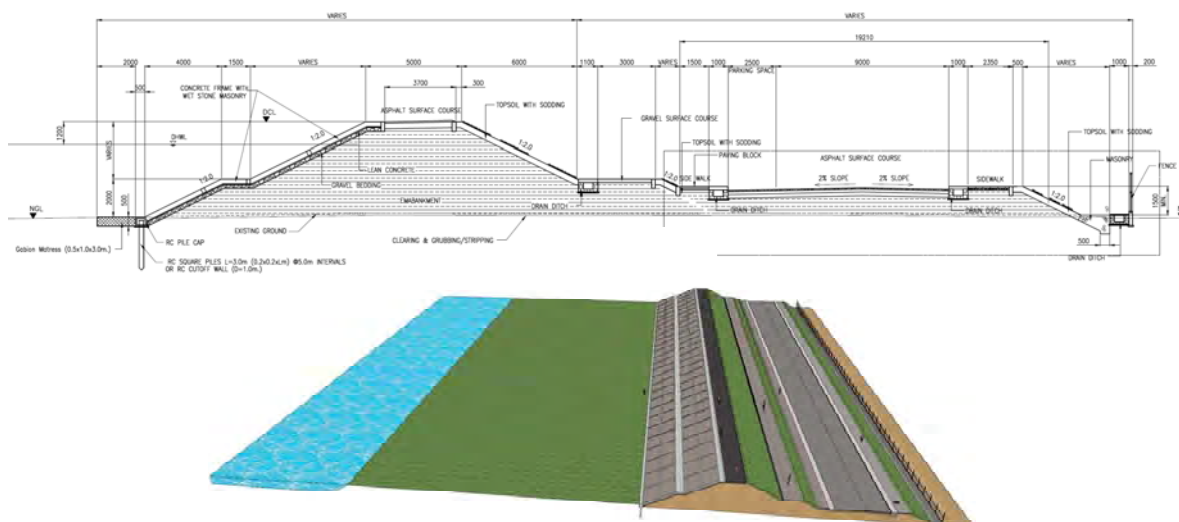 VARIES
VARIES
19210
2000
4000
1500
VARIES
5000
6000
1100
3000
VARIES
1500
1000
2500
9000
1000
2350
500
VARIES
1000
200
PARKING SPACE
500
3700
300
CONCRETE FRAME WITH
WET STONE MASONRY
DCL
ASPHALT SURFACE COURSE
TOPSOIL WITH SODDING
1200
DHWL
1:2.0
1:2.0
GRAVEL SURFACE COURSE
TOPSOIL WITH SODDING
TOPSOIL WITH SODDING
VARIES
LEAN CONCRETE
PAVING BLOCK
ASPHALT SURFACE COURSE
MASONRY
FENCE
1:2.0
GRAVEL BEDDING
1:2.0
SIDE WALK
2% SLOPE
2% SLOPE
SIDEWALK
2000
500
EMABANKMENT
1500
MIN.
NGL
DRAIN DITCH
DRAIN DITCH
DRAIN DITCH
EXISTING GROUND
CLEARING & GRUBBING/STRIPPING
RC PILE CAP
500
Gabion Matress (0.5x1.0x3.0m.)
DRAIN DITCH
RC SQUARE PILES L=3.0m (0.2x0.2xLm) @5.0m INTERVALS
OR RC CUTOFF WALL (D=1.0m.)